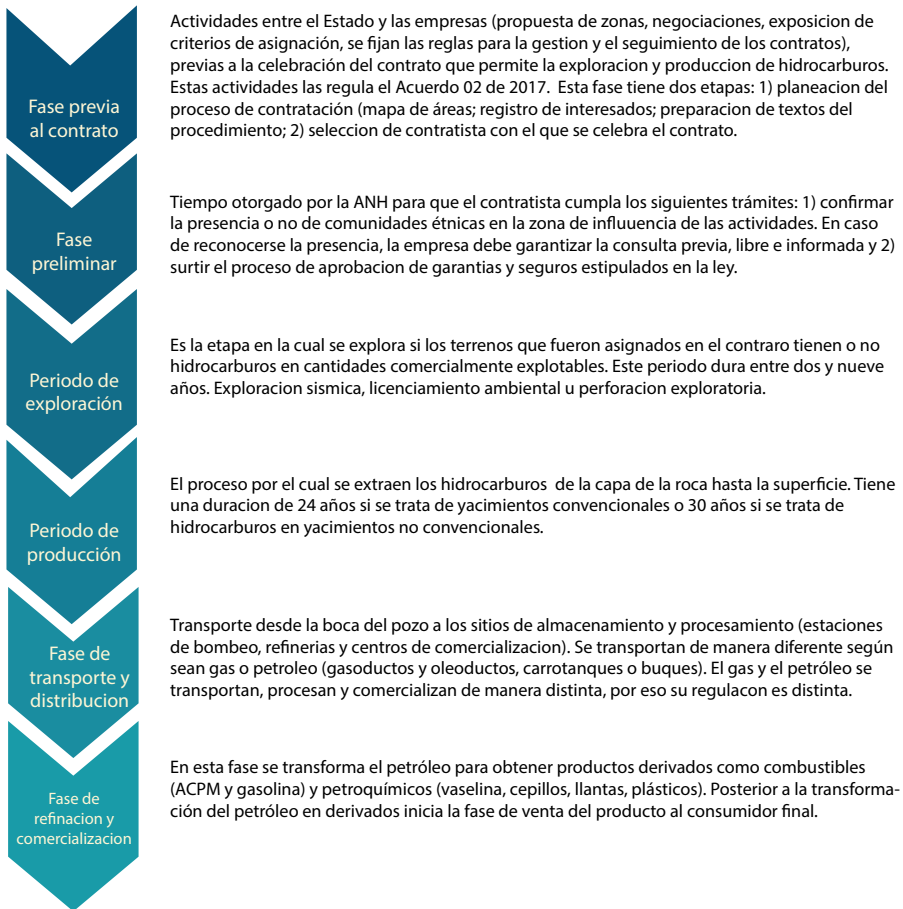 Fase previa
al contrato
Actividades entre el Estado y las empresas (propuesta de zonas, negociaciones, exposicion de
criterios de asignación, se fijan las reglas para la gestion y el seguimiento de los contratos),
previas a la celebración del contrato que permite la exploracion y produccion de hidrocarburos.
Estas actividades las regula el Acuerdo 02 de 2017. Esta fase tiene dos etapas: 1) planeacion del
proceso de contratación (mapa de áreas; registro de interesados; preparacion de textos del
procedimiento; 2) seleccion de contratista con el que se celebra el contrato.
Fase
preliminar
Tiempo otorgado por la ANH para que el contratista cumpla los siguientes trámites: 1) confirmar
la presencia o no de comunidades étnicas en la zona de influuencia de las actividades. En caso
de reconocerse la presencia, la empresa debe garantizar la consulta previa, libre e informada y 2)
surtir el proceso de aprobacion de garantias y seguros estipulados en la ley.
Periodo de
exploración
Es la etapa en la cual se explora si los terrenos que fueron asignados en el contraro tienen o no
hidrocarburos en cantidades comercialmente explotables. Este periodo dura entre dos y nueve
años. Exploracion sismica, licenciamiento ambiental u perforacion exploratoria.
Periodo de
producción
El proceso por el cual se extraen los hidrocarburos de la capa de la roca hasta la superficie. Tiene
una duracion de 24 años si se trata de yacimientos convencionales o 30 años si se trata de
hidrocarburos en yacimientos no convencionales.
Fase de
transporte y
distribucion
Transporte desde la boca del pozo a los sitios de almacenamiento y procesamiento (estaciones
de bombeo, refinerias y centros de comercializacion). Se transportan de manera diferente según
sean gas o petroleo (gasoductos y oleoductos, carrotanques o buques). El gas y el petróleo se
transportan, procesan y comercializan de manera distinta, por eso su regulacon es distinta.
Fase de
refinacion y
comercializacion
En esta fase se transforma el petróleo para obtener productos derivados como combustibles
(ACPM y gasolina) y petroquímicos (vaselina, cepillos, llantas, plásticos). Posterior a la transforma-
ción del petróleo en derivados inicia la fase de venta del producto al consumidor final.